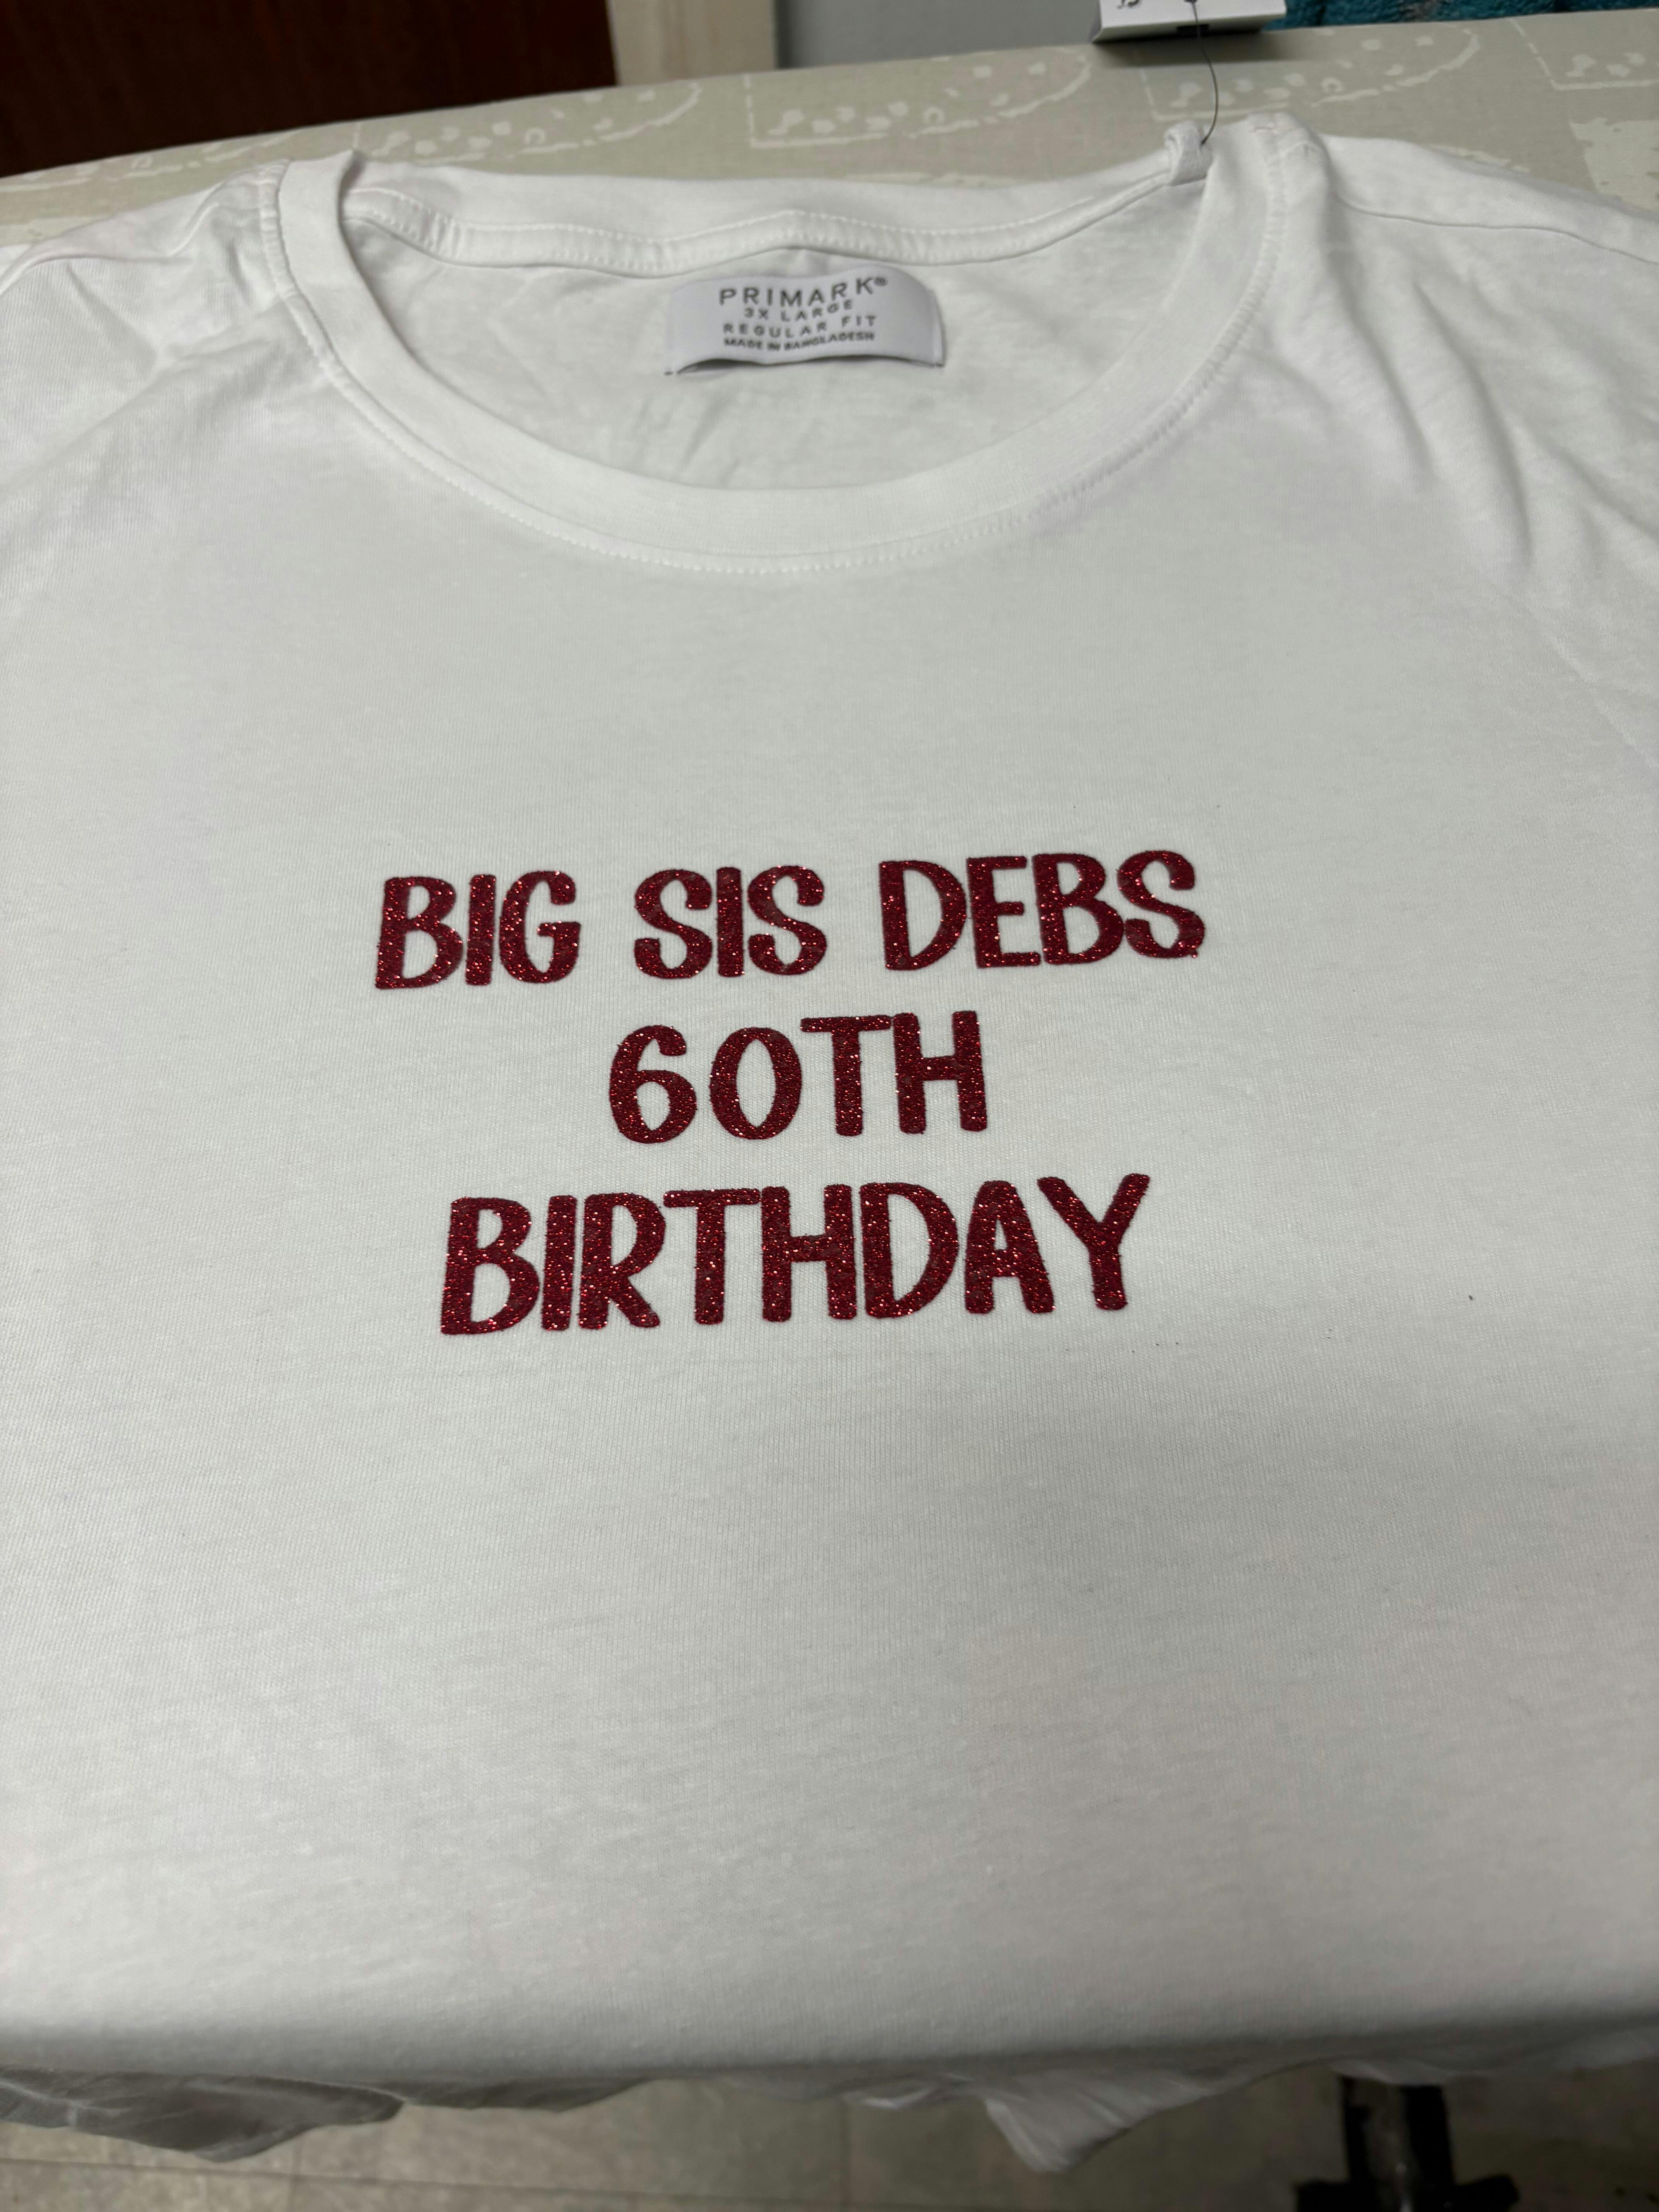 PRIMARK®
3X LARGE
REGULAR FIT
MADE IN BANGLADESH
BIG SIS DEBS
60TH
BIRTHDAY